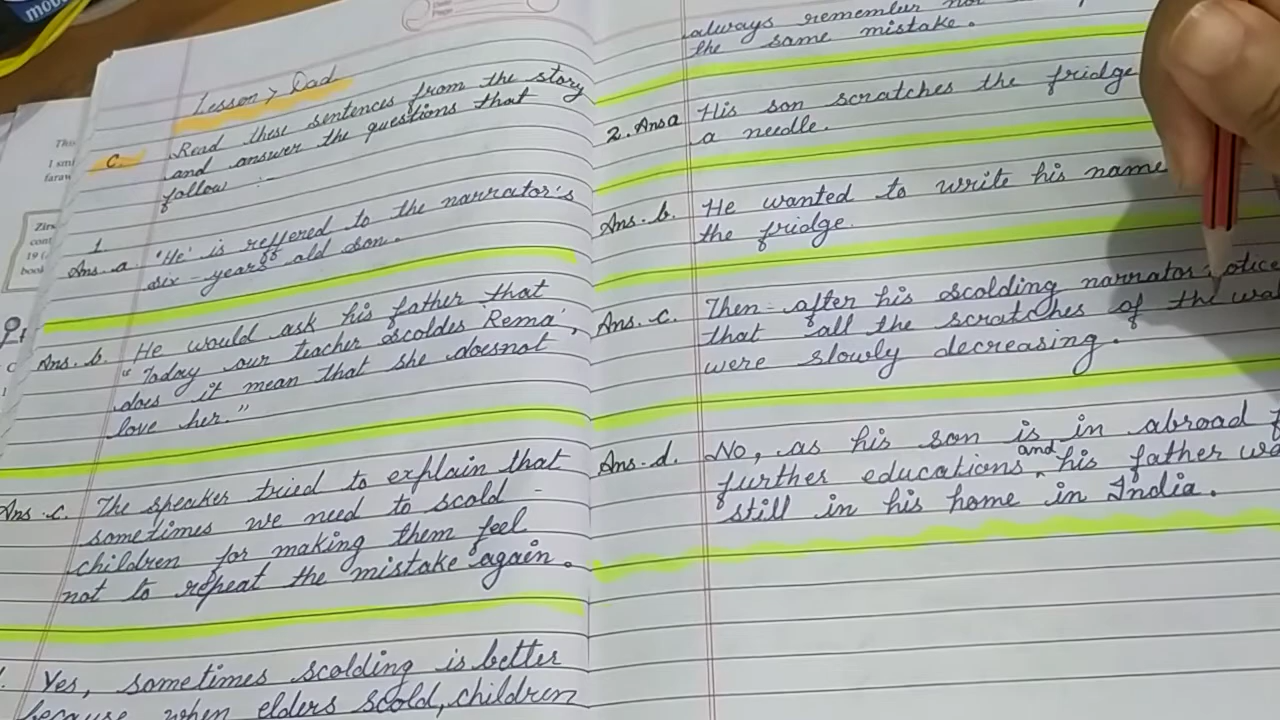 Lesson > Dad
C. Read these sentences from the story
and answer the questions that
follow :-
1
Ans. a. 'He' is reffered to the narrator's
six-years old son.
Ans. b. He would ask his father that
"Today our teacher scoldes Rema',
does it mean that she doesnot
love her."
Ans. c. The speaker tried to explain that
sometimes we need to scold -
children for making them feel
not to repeat the mistake again.
Yes, sometimes scolding is better
because when elders scold, children
always remember
the same mistake.
2. Ans a His son scratches the fridge
a needle.
Ans. b. He wanted to write his name
the fridge.
Ans. c. Then after his scolding narrator
that all the scratches of the
were slowly decreasing.
Ans. d. No, as his son is in abroad
further educations and his father
still in his home in India.